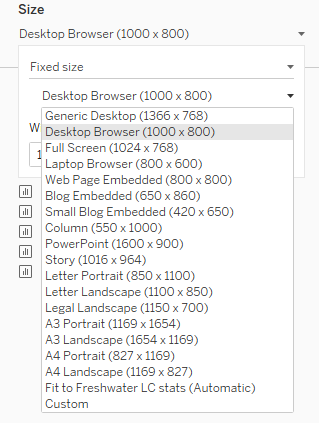 Size
Desktop Browser (1000 x 800)
Fixed size
Desktop Browser (1000 x 800)
Generic Desktop (1366 x 768)
Desktop Browser (1000 x 800)
Full Screen (1024 x 768)
Laptop Browser (800 x 600)
Web Page Embedded (800 x 800)
Blog Embedded (650 x 860)
Small Blog Embedded (420 x 650)
Column (550 x 1000)
PowerPoint (1600 x 900)
Story (1016 x 964)
Letter Portrait (850 x 1100)
Letter Landscape (1100 x 850)
Legal Landscape (1150 x 700)
A3 Portrait (1169 x 1654)
A3 Landscape (1654 x 1169)
A4 Portrait (827 x 1169)
A4 Landscape (1169 x 827)
Fit to Freshwater LC stats (Automatic)
Custom